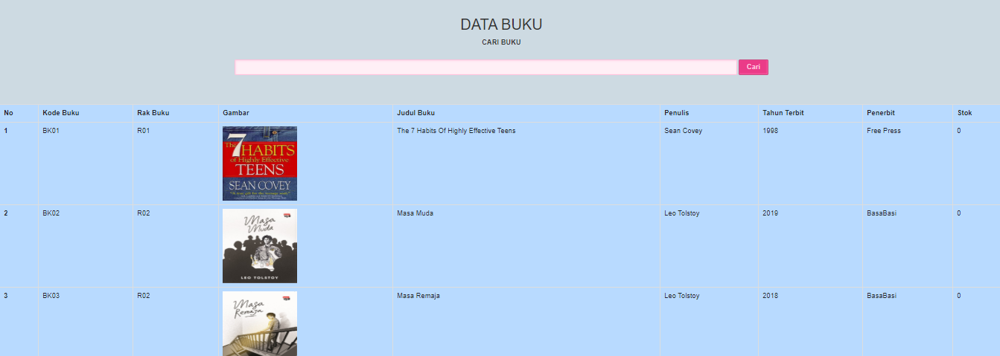 DATA BUKU
CARI BUKU
Cari
No Kode Buku Rak Buku Gambar Judul Buku Penulis Tahun Terbit Penerbit Stok
1 BK01 R01 The 7 Habits Of Highly Effective Teens Sean Covey 1998 Free Press 0
The 7 HABITS
of Highly Effective
TEENS
SEAN COVEY
2 BK02 R02 Masa Muda Leo Tolstoy 2019 BasaBasi 0
Masa
Muda
LEO TOLSTOY
3 BK03 R02 Masa Remaja Leo Tolstoy 2018 BasaBasi 0
Masa
Remaja